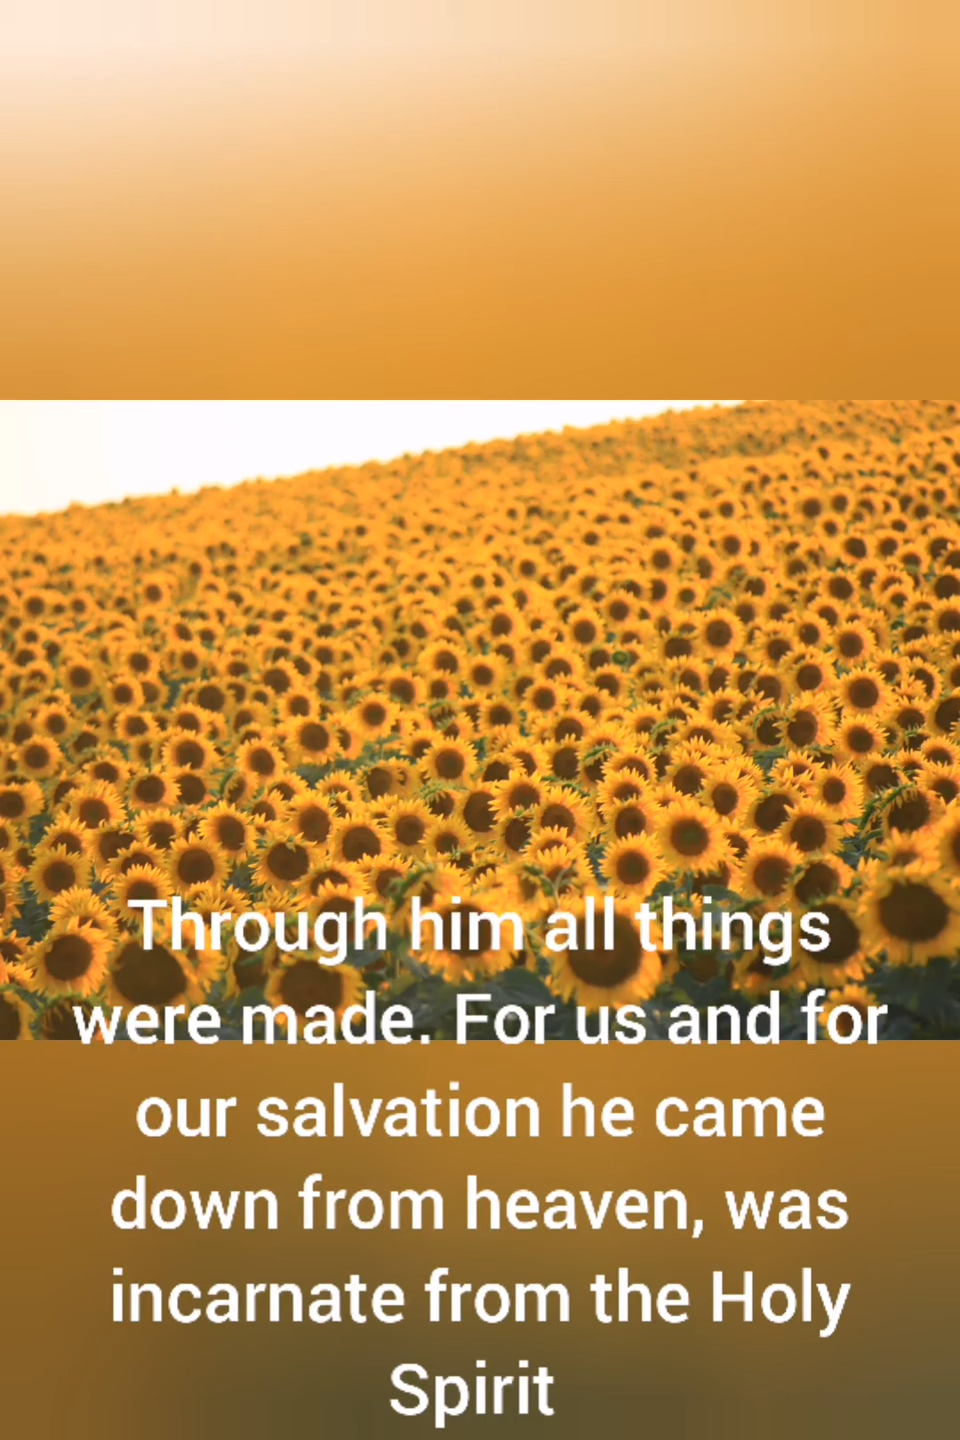 Through him all things
were made. For us and for
our salvation he came
down from heaven, was
incarnate from the Holy
Spirit